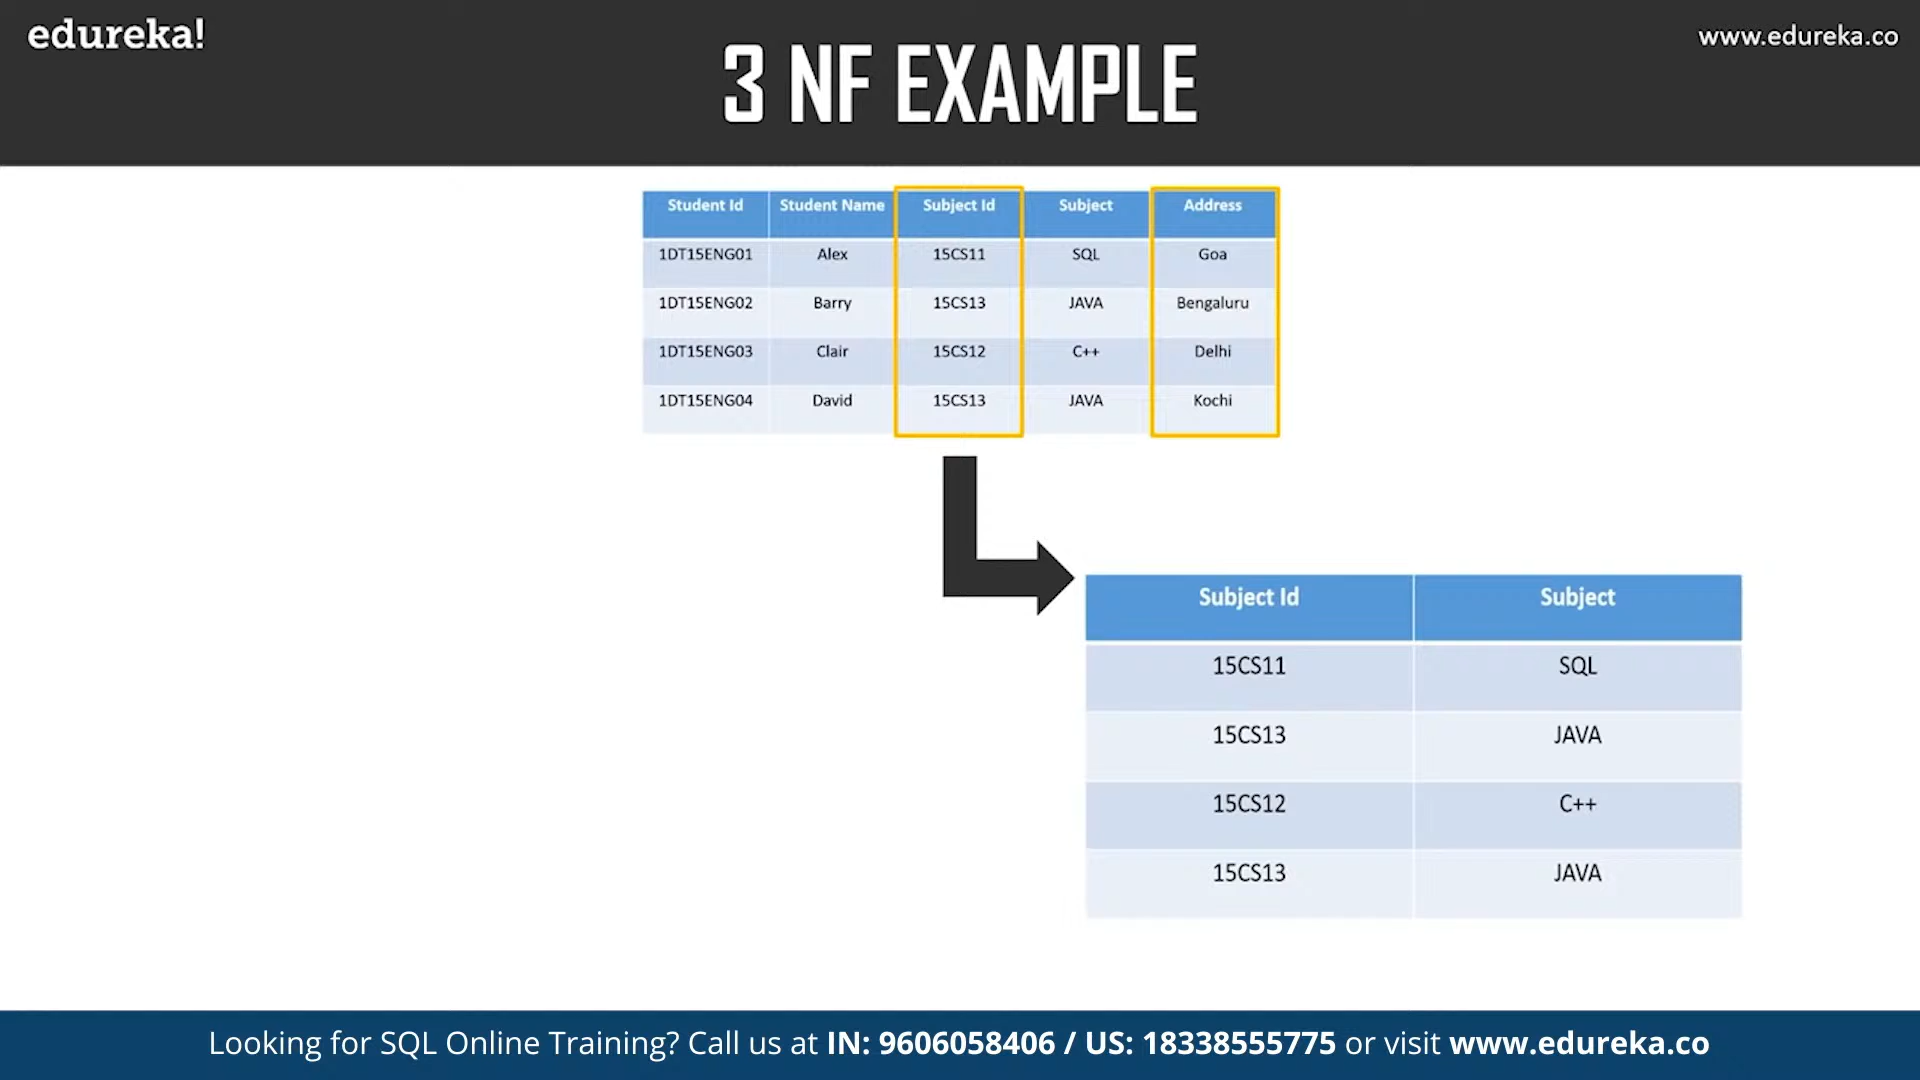 edureka!
www.edureka.co
3 NF EXAMPLE
Student Id Student Name Subject Id Subject Address
1DT15ENG01 Alex 15CS11 SQL Goa
1DT15ENG02 Barry 15CS13 JAVA Bengaluru
1DT15ENG03 Clair 15CS12 C++ Delhi
1DT15ENG04 David 15CS13 JAVA Kochi
Subject Id Subject
15CS11 SQL
15CS13 JAVA
15CS12 C++
15CS13 JAVA
Looking for SQL Online Training? Call us at IN: 9606058406 / US: 18338555775 or visit www.edureka.co